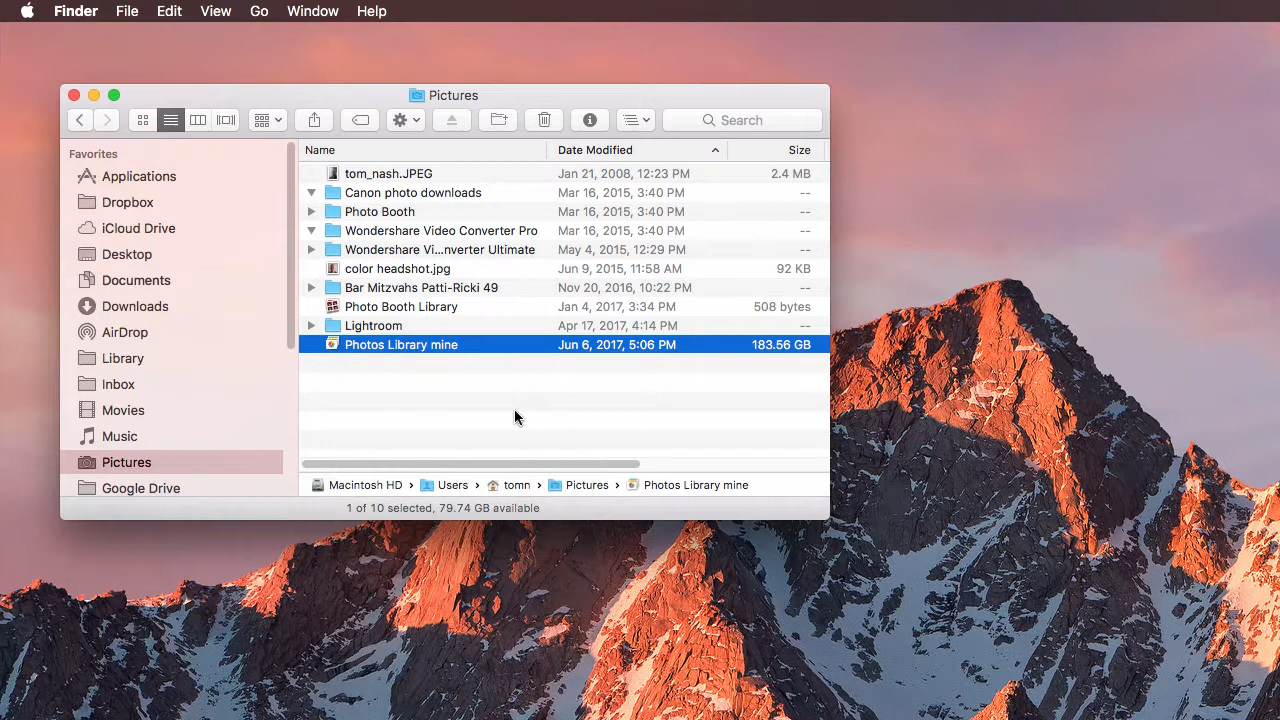 Finder File Edit View Go Window Help
Pictures
Search
Favorites
Applications
Dropbox
iCloud Drive
Desktop
Documents
Downloads
AirDrop
Library
Inbox
Movies
Music
Pictures
Google Drive
Name Date Modified Size
tom_nash.JPEG Jan 21, 2008, 12:23 PM 2.4 MB
Canon photo downloads Mar 16, 2015, 3:40 PM --
Photo Booth Mar 16, 2015, 3:40 PM --
Wondershare Video Converter Pro Mar 16, 2015, 3:40 PM --
Wondershare Vi...nverter Ultimate May 4, 2015, 12:29 PM --
color headshot.jpg Jun 9, 2015, 11:58 AM 92 KB
Bar Mitzvahs Patti-Ricki 49 Nov 20, 2016, 10:22 PM --
Photo Booth Library Jan 4, 2017, 3:34 PM 508 bytes
Lightroom Apr 17, 2017, 4:14 PM --
Photos Library mine Jun 6, 2017, 5:06 PM 183.56 GB
Macintosh HD › Users › tomn › Pictures › Photos Library mine
1 of 10 selected, 79.74 GB available